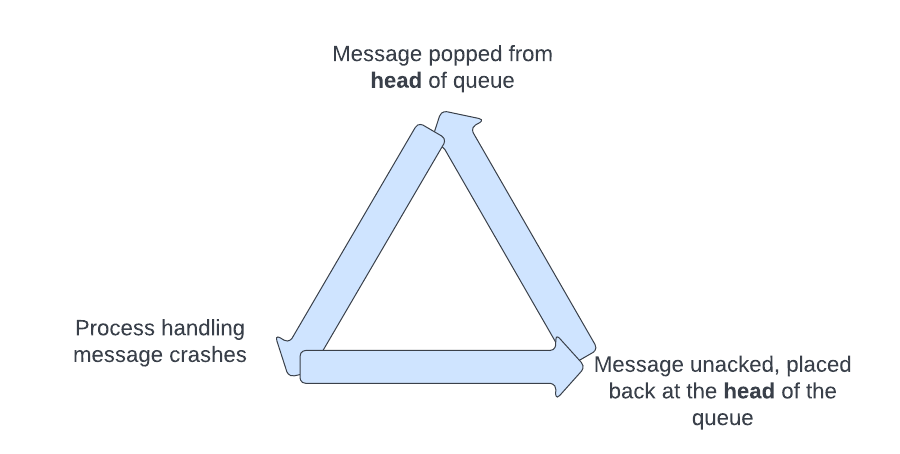 Message popped from
head of queue
Process handling
message crashes
Message unacked, placed
back at the head of the
queue